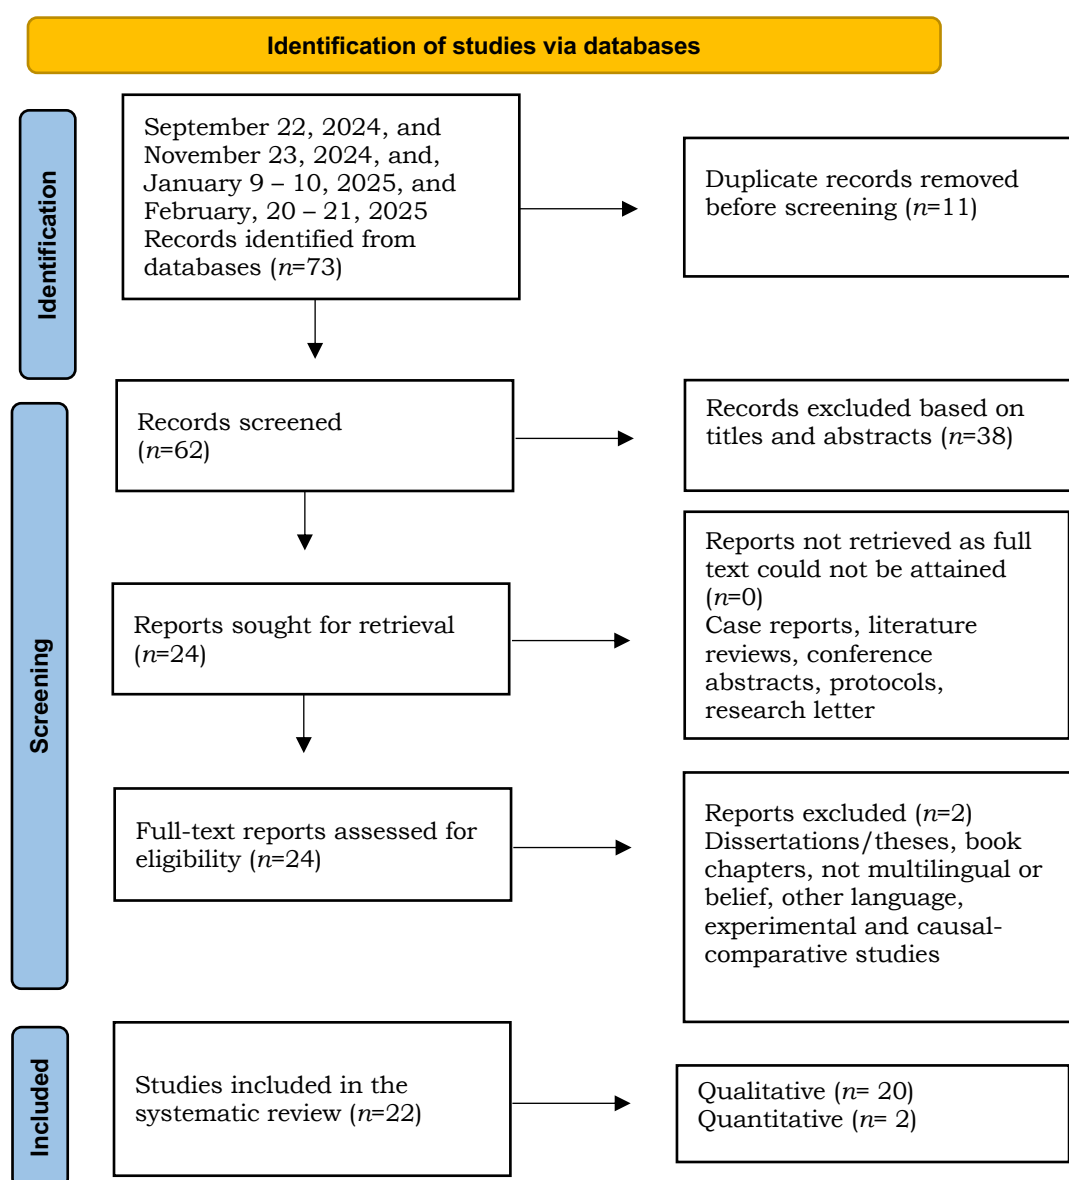 Identification of studies via databases
Identification
September 22, 2024, and
November 23, 2024, and,
January 9 – 10, 2025, and
February, 20 – 21, 2025
Records identified from
databases (n=73)
Duplicate records removed
before screening (n=11)
Screening
Records screened
(n=62)
Records excluded based on
titles and abstracts (n=38)
Reports sought for retrieval
(n=24)
Reports not retrieved as full
text could not be attained
(n=0)
Case reports, literature
reviews, conference
abstracts, protocols,
research letter
Full-text reports assessed for
eligibility (n=24)
Reports excluded (n=2)
Dissertations/theses, book
chapters, not multilingual or
belief, other language,
experimental and causal-
comparative studies
Included
Studies included in the
systematic review (n=22)
Qualitative (n= 20)
Quantitative (n= 2)